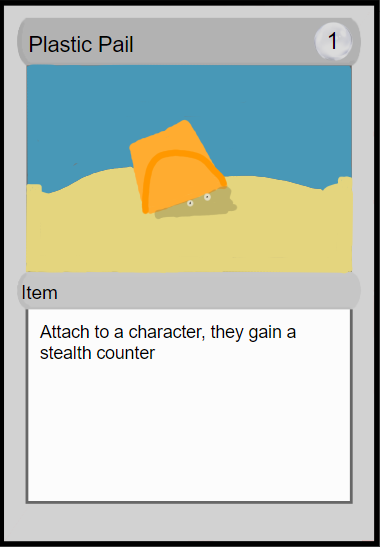 Plastic Pail
1
Item
Attach to a character, they gain a
stealth counter